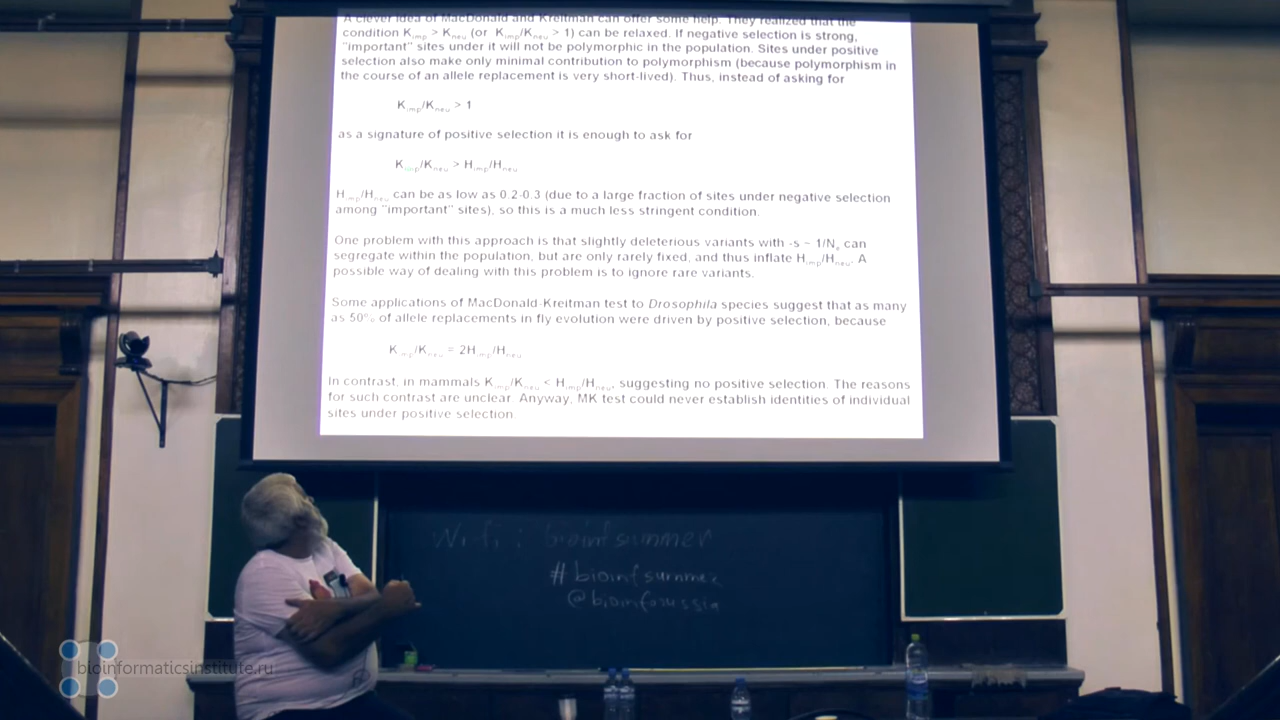 A clever idea of MacDonald and Kreitman can offer some help. They realized that the
condition Kimp > Kneu (or Kimp/Kneu > 1) can be relaxed. If negative selection is strong,
"important" sites under it will not be polymorphic in the population. Sites under positive
selection also make only minimal contribution to polymorphism (because polymorphism in
the course of an allele replacement is very short-lived). Thus, instead of asking for
Kimp/Kneu > 1
as a signature of positive selection it is enough to ask for
Kimp/Kneu > Himp/Hneu
Himp/Hneu can be as low as 0.2-0.3 (due to a large fraction of sites under negative selection
among "important" sites), so this is a much less stringent condition.
One problem with this approach is that slightly deleterious variants with -s ~ 1/Ne can
segregate within the population, but are only rarely fixed, and thus inflate Himp/Hneu. A
possible way of dealing with this problem is to ignore rare variants.
Some applications of MacDonald-Kreitman test to Drosophila species suggest that as many
as 50% of allele replacements in fly evolution were driven by positive selection, because
Kimp/Kneu = 2Himp/Hneu
In contrast, in mammals Kimp/Kneu < Himp/Hneu, suggesting no positive selection. The reasons
for such contrast are unclear. Anyway, MK test could never establish identities of individual
sites under positive selection.
Wi-fi : bioinfsummer
#bioinfsummer
@bioinforussia
bioinformaticsinstitute.ru